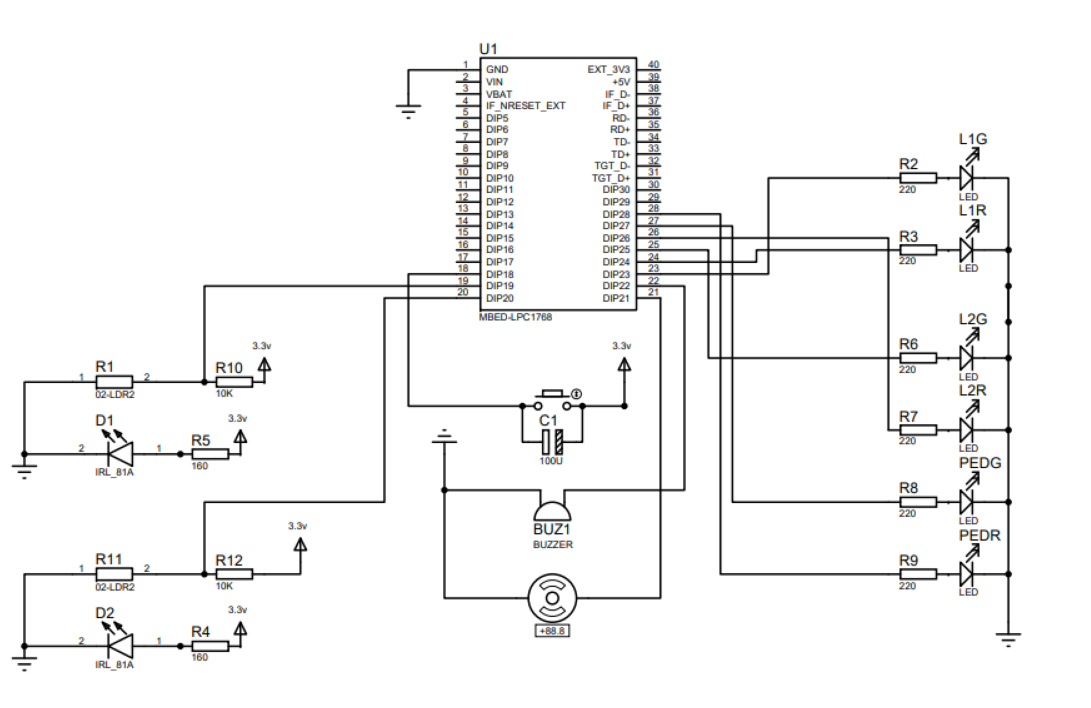 U1
1 GND EXT_3V3 40
2 VIN +5V 39
3 VBAT IF_D- 38
4 IF_NRESET_EXT IF_D+ 37
5 DIP5 RD- 36
6 DIP6 RD+ 35
7 DIP7 TD- 34
8 DIP8 TD+ 33
9 DIP9 TGT_D- 32
10 DIP10 TGT_D+ 31
11 DIP11 DIP30 30
12 DIP12 DIP29 29
13 DIP13 DIP28 28
14 DIP14 DIP27 27
15 DIP15 DIP26 26
16 DIP16 DIP25 25
17 DIP17 DIP24 24
18 DIP18 DIP23 23
19 DIP19 DIP22 22
20 DIP20 DIP21 21
MBED-LPC1768
3.3v
R1
1 2
02-LDR2
R10
10K
3.3v
D1
2 1
IRL_81A
R5
160
3.3v
R11
1 2
02-LDR2
R12
10K
3.3v
D2
2 1
IRL_81A
R4
160
3.3v
C1
100U
BUZ1
BUZZER
+88.8
R2
220
L1G
LED
R3
220
L1R
LED
R6
220
L2G
LED
R7
220
L2R
LED
R8
220
PEDG
LED
R9
220
PEDR
LED